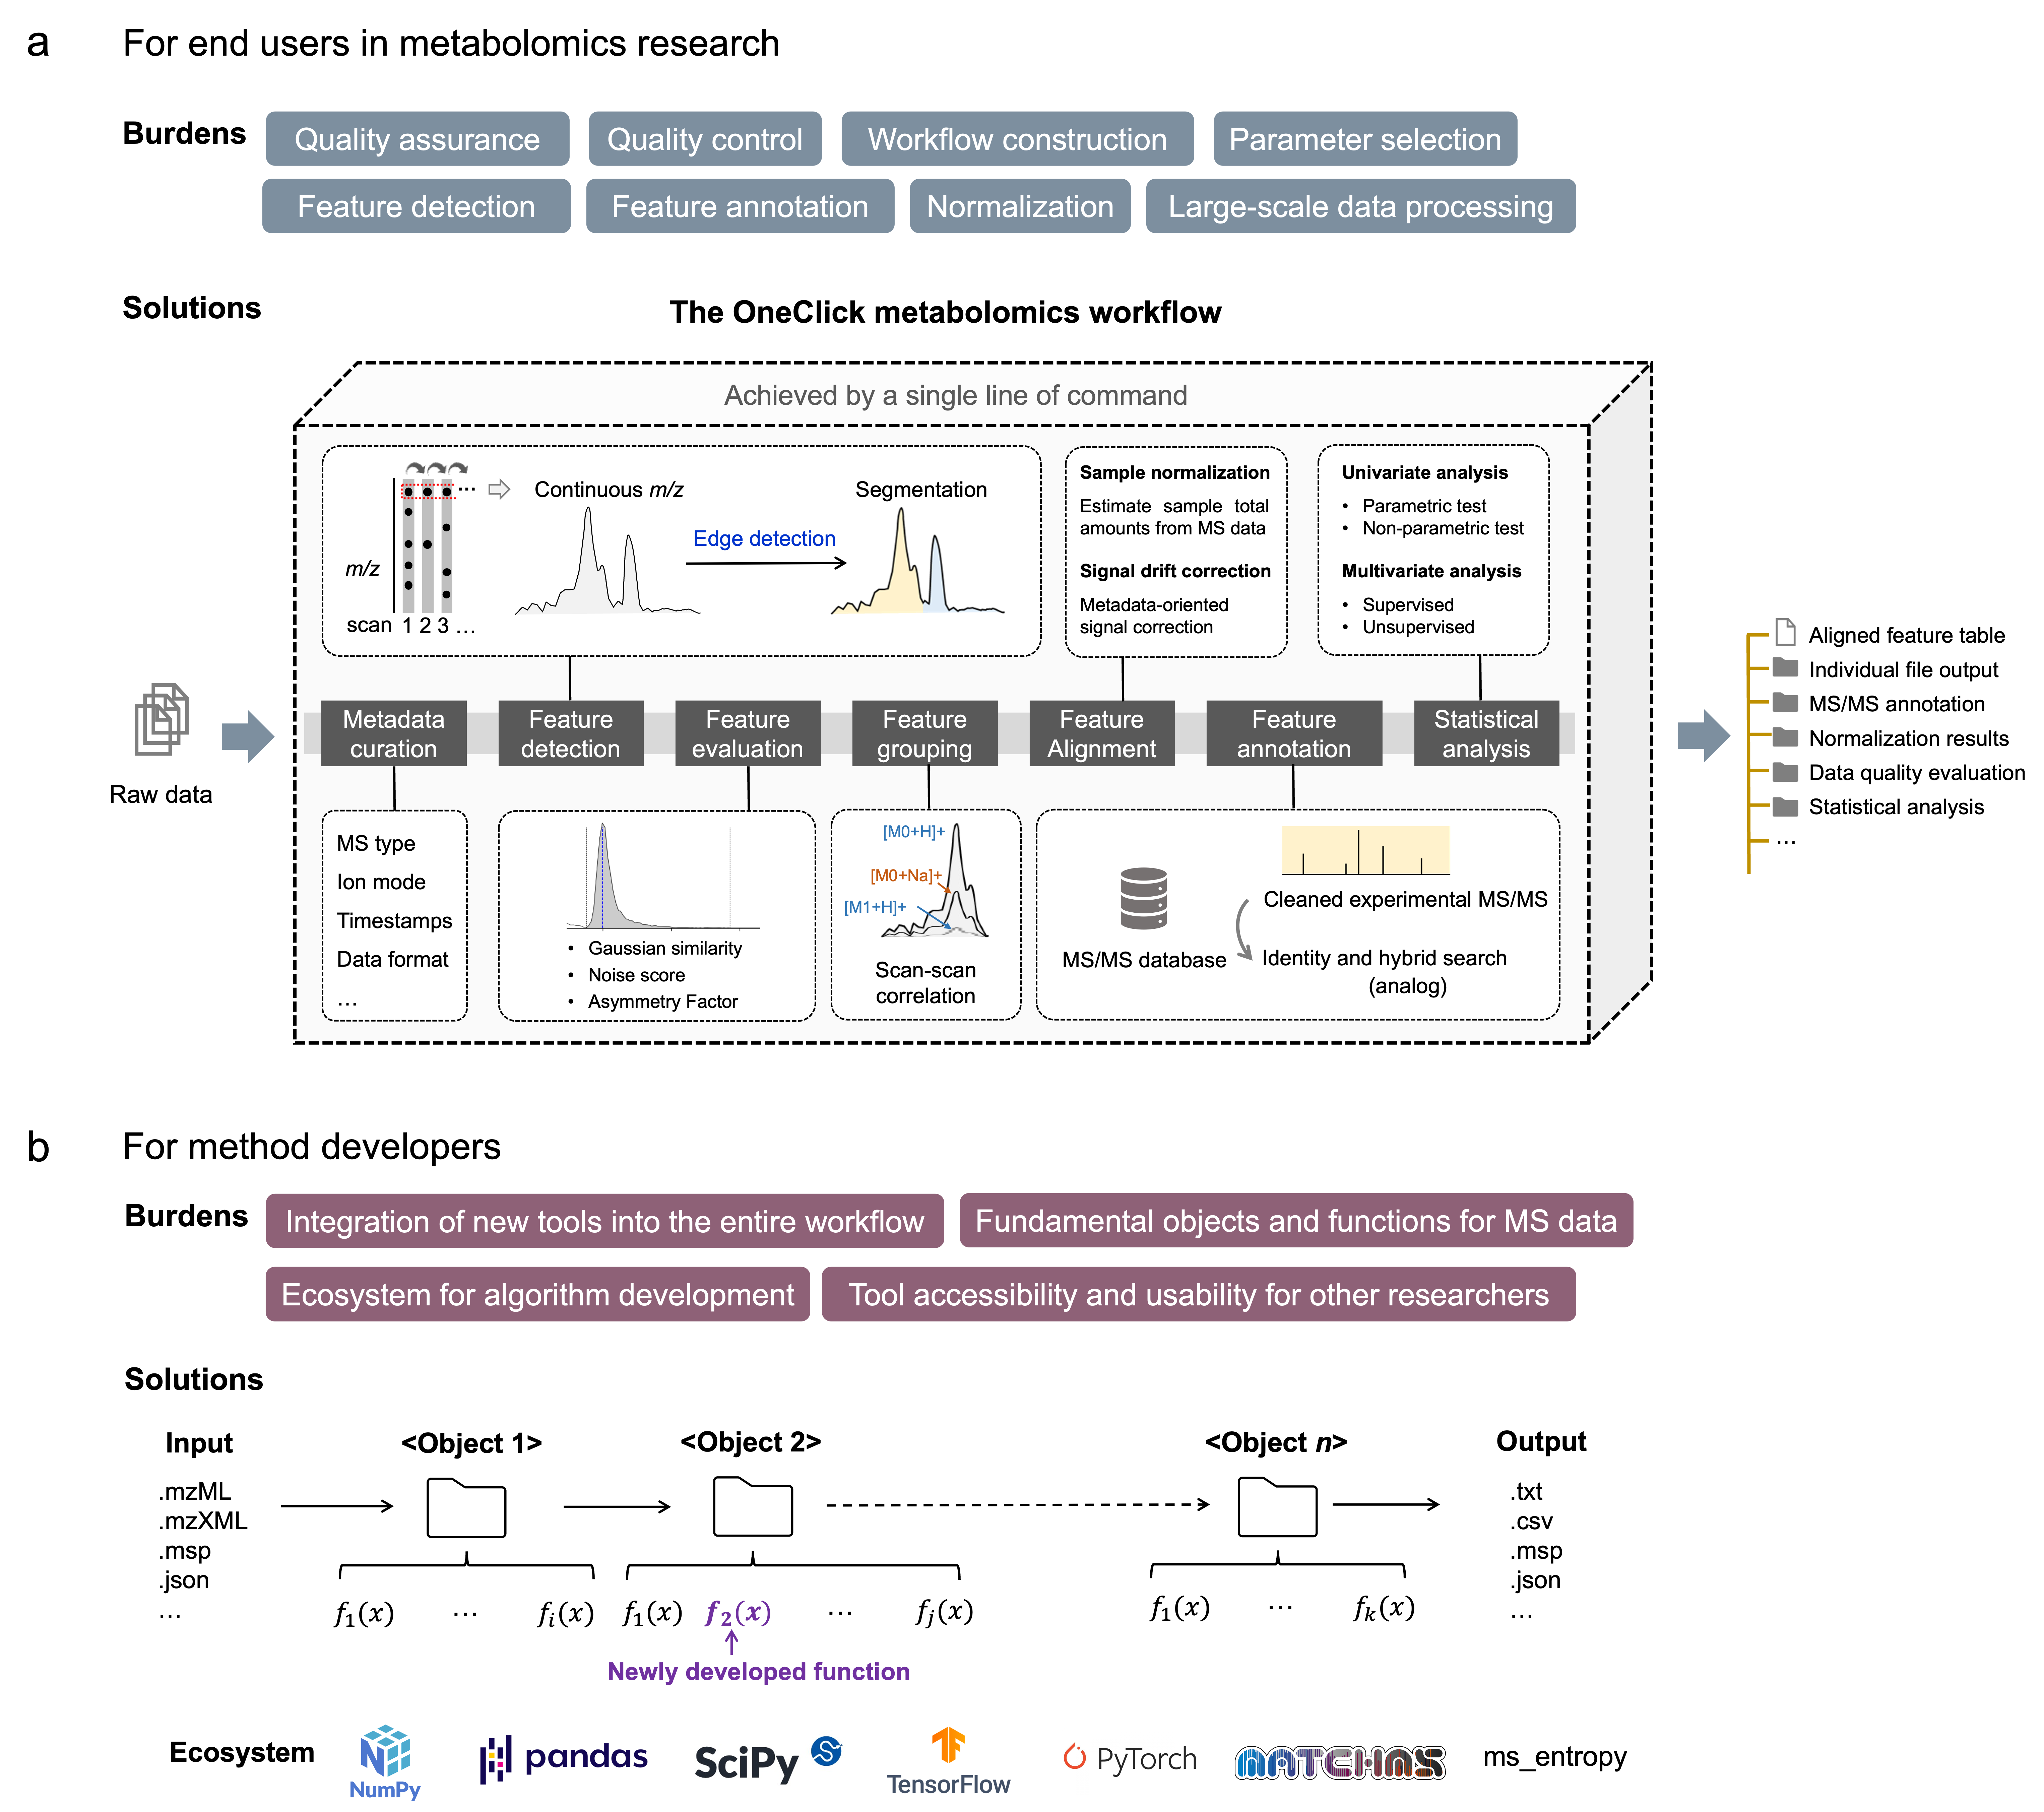 a For end users in metabolomics research
Burdens
Quality assurance
Quality control
Workflow construction
Parameter selection
Feature detection
Feature annotation
Normalization
Large-scale data processing
Solutions
The OneClick metabolomics workflow
Achieved by a single line of command
m/z
scan 1 2 3 ...
...
Continuous m/z
Edge detection
Segmentation
Sample normalization
Estimate sample total
amounts from MS data
Signal drift correction
Metadata-oriented
signal correction
Univariate analysis
• Parametric test
• Non-parametric test
Multivariate analysis
• Supervised
• Unsupervised
Raw data
Metadata
curation
Feature
detection
Feature
evaluation
Feature
grouping
Feature
Alignment
Feature
annotation
Statistical
analysis
MS type
Ion mode
Timestamps
Data format
...
• Gaussian similarity
• Noise score
• Asymmetry Factor
[M0+H]+
[M0+Na]+
[M1+H]+
Scan-scan
correlation
MS/MS database
Cleaned experimental MS/MS
Identity and hybrid search
(analog)
Aligned feature table
Individual file output
MS/MS annotation
Normalization results
Data quality evaluation
Statistical analysis
...
b For method developers
Burdens
Integration of new tools into the entire workflow
Fundamental objects and functions for MS data
Ecosystem for algorithm development
Tool accessibility and usability for other researchers
Solutions
Input
.mzML
.mzXML
.msp
.json
...
<Object 1>
f₁(x) ... fᵢ(x)
<Object 2>
f₁(x) f₂(x) ... fⱼ(x)
Newly developed function
<Object n>
f₁(x) ... fₖ(x)
Output
.txt
.csv
.msp
.json
...
Ecosystem
NumPy
pandas
SciPy
TensorFlow
PyTorch
MATCHMS
ms_entropy